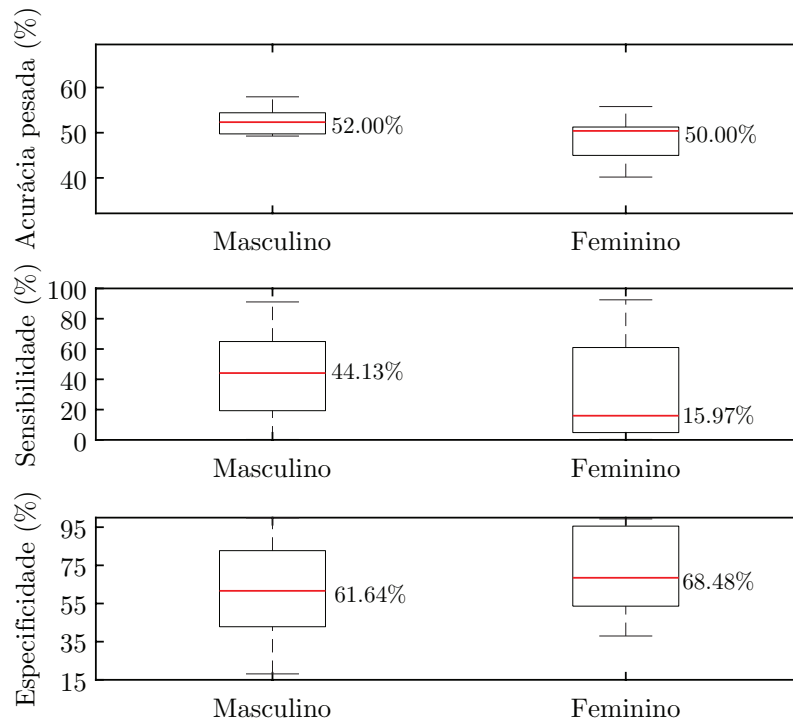 Acurácia pesada (%)
60
50
40
52.00%
50.00%
Masculino
Feminino
Sensibilidade (%)
100
80
60
40
20
0
44.13%
15.97%
Masculino
Feminino
Especificidade (%)
95
75
55
35
15
61.64%
68.48%
Masculino
Feminino